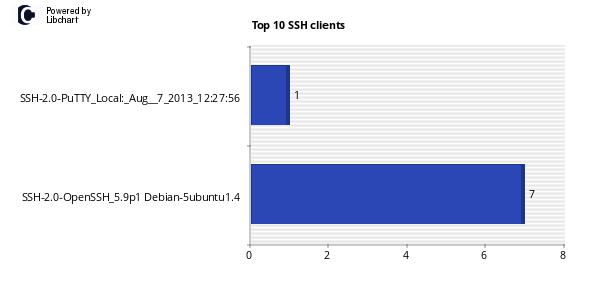 Powered by
Libchart
Top 10 SSH clients
SSH-2.0-PuTTY_Local:_Aug__7_2013_12:27:56
1
SSH-2.0-OpenSSH_5.9p1 Debian-5ubuntu1.4
7
0 2 4 6 8